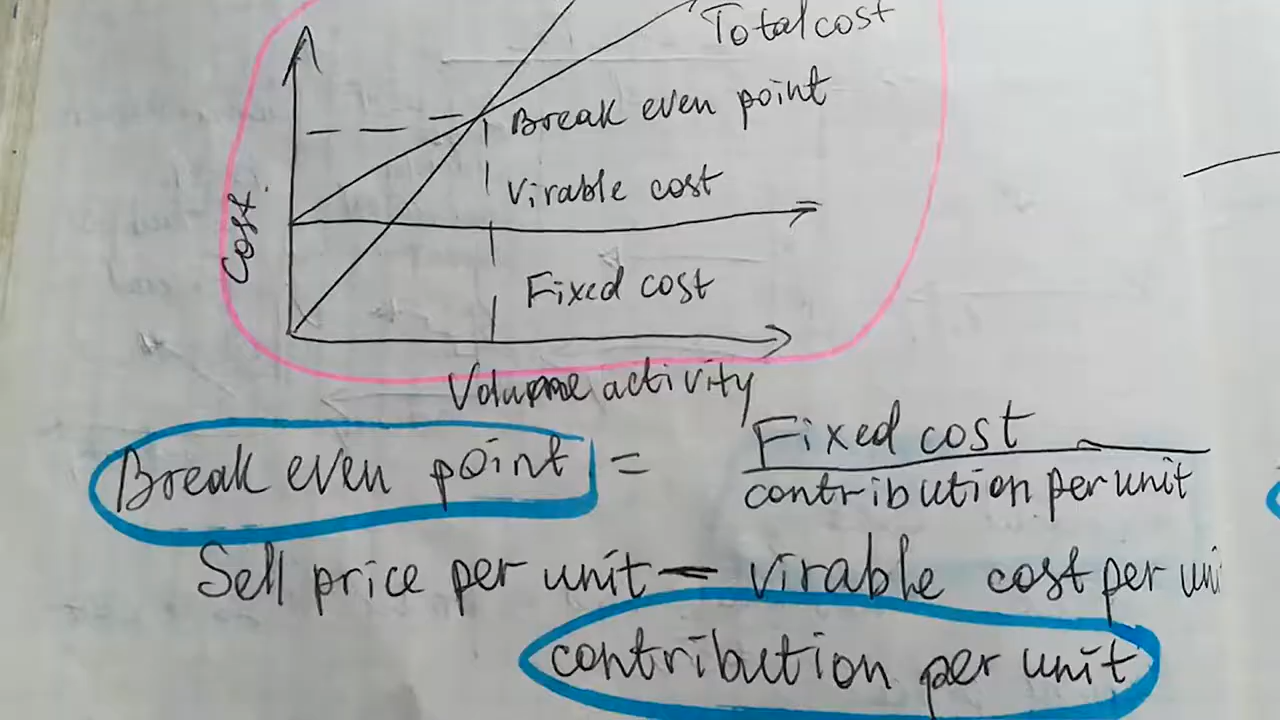 Total cost
Break even point
Virable cost
Cost.
Fixed cost
Volume activity
Break even point = Fixed cost
contribution per unit
Sell price per unit - virable cost per uni
contribution per unit